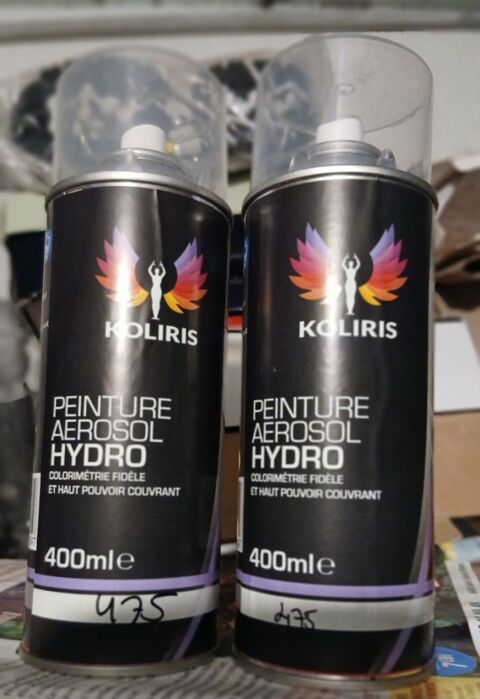 KOLIRIS
PEINTURE
AEROSOL
HYDRO
COLORIMÉTRIE FIDÈLE
ET HAUT POUVOIR COUVRANT
400ml℮
475
KOLIRIS
PEINTURE
AEROSOL
HYDRO
COLORIMÉTRIE FIDÈLE
ET HAUT POUVOIR COUVRANT
400ml℮
475